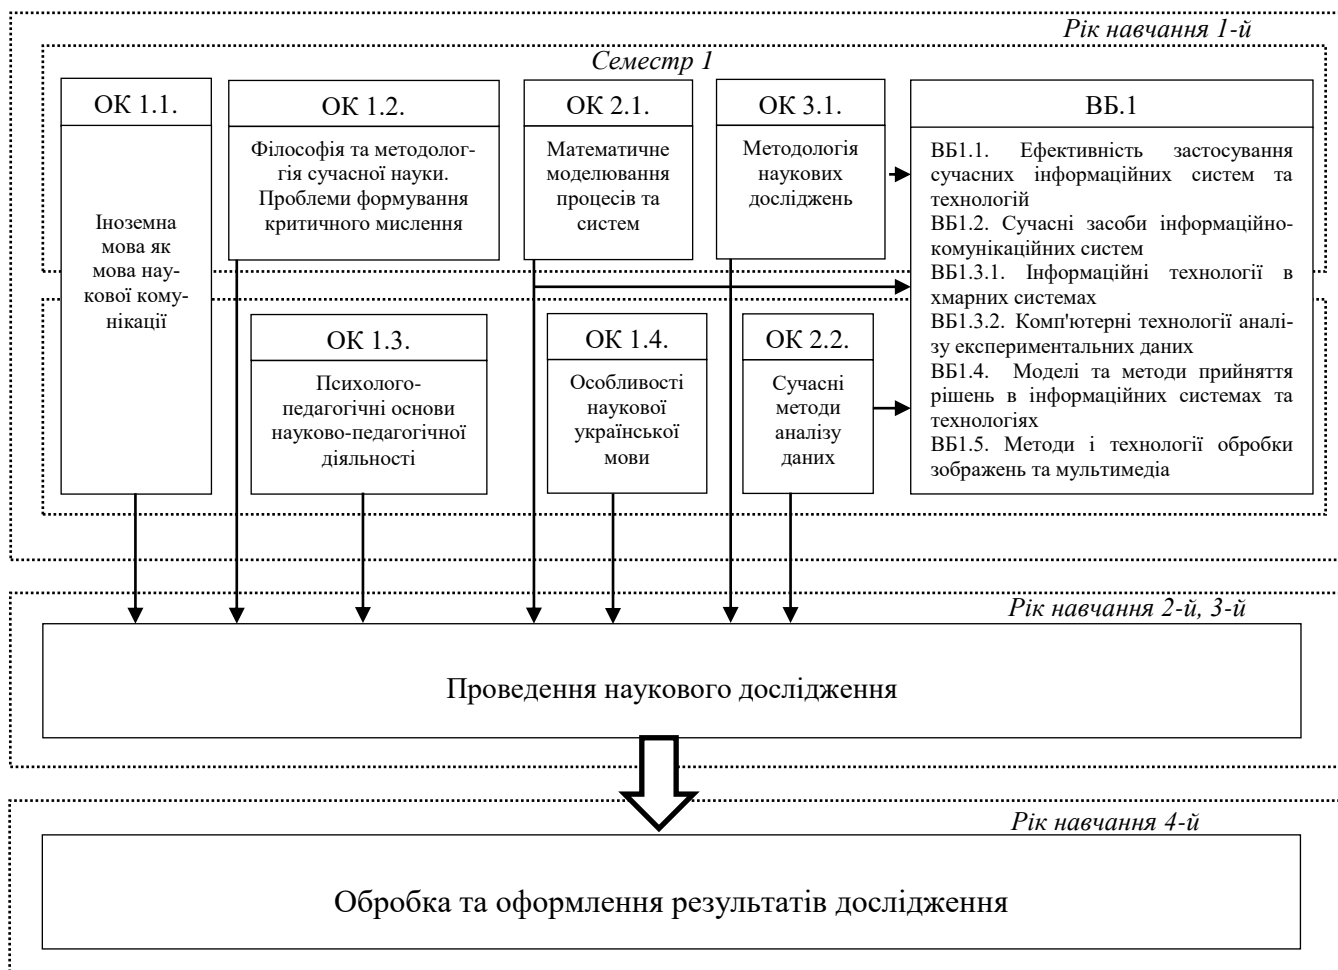 Рік навчання 1-й
Семестр 1
ОК 1.1.
Іноземна
мова як
мова нау-
кової кому-
нікації
ОК 1.2.
Філософія та методолог-
гія сучасної науки.
Проблеми формування
критичного мислення
ОК 2.1.
Математичне
моделювання
процесів та
систем
ОК 3.1.
Методологія
наукових
досліджень
ВБ.1
ВБ1.1. Ефективність застосування
сучасних інформаційних систем та
технологій
ВБ1.2. Сучасні засоби інформаційно-
комунікаційних систем
ВБ1.3.1. Інформаційні технології в
хмарних системах
ВБ1.3.2. Комп'ютерні технології аналі-
зу експериментальних даних
ВБ1.4. Моделі та методи прийняття
рішень в інформаційних системах та
технологіях
ВБ1.5. Методи і технології обробки
зображень та мультимедіа
ОК 1.3.
Психолого-
педагогічні основи
науково-педагогічної
діяльності
ОК 1.4.
Особливості
наукової
української
мови
ОК 2.2.
Сучасні
методи
аналізу
даних
Рік навчання 2-й, 3-й
Проведення наукового дослідження
Рік навчання 4-й
Обробка та оформлення результатів дослідження